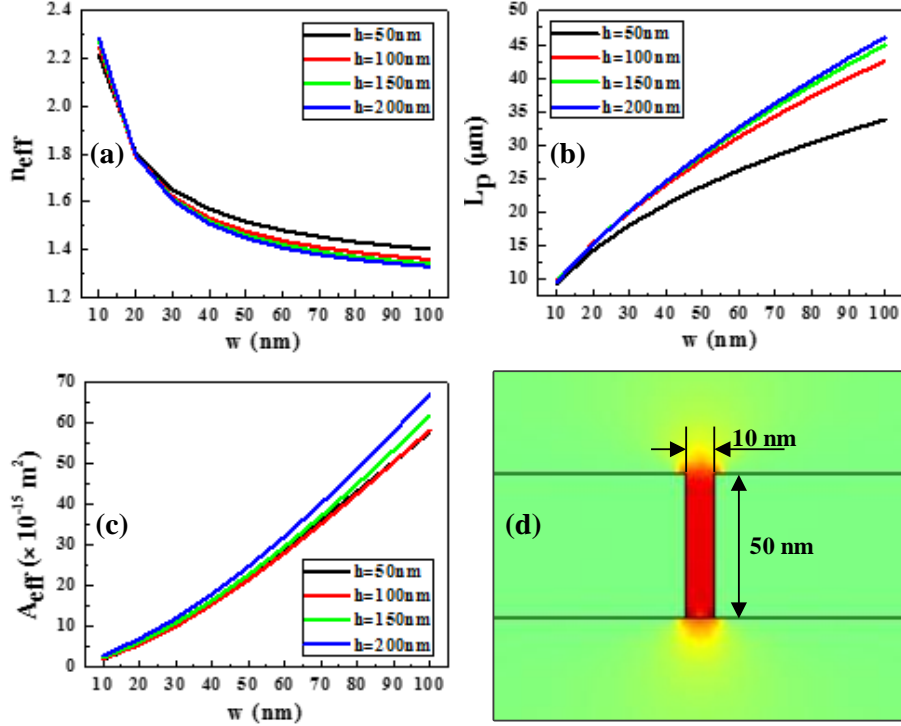 2.4
2.2
2.0
1.8
1.6
1.4
1.2
n_eff
h=50nm
h=100nm
h=150nm
h=200nm
(a)
10 20 30 40 50 60 70 80 90 100
w (nm)
50
45
40
35
30
25
20
15
10
L_p (μm)
h=50nm
h=100nm
h=150nm
h=200nm
(b)
10 20 30 40 50 60 70 80 90 100
w (nm)
70
60
50
40
30
20
10
0
A_eff (× 10⁻¹⁵ m²)
(c)
h=50nm
h=100nm
h=150nm
h=200nm
10 20 30 40 50 60 70 80 90 100
w (nm)
10 nm
(d)
50 nm